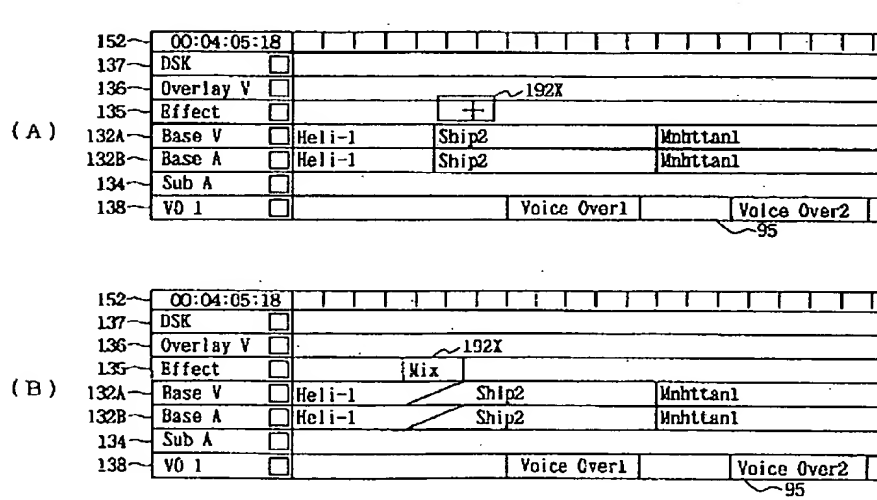 152 00:04:05:18
137 DSK
136 Overlay V
135 Effect 192X
(A) 132A Base V Heli-1 Ship2 Mnhttan1
132B Base A Heli-1 Ship2 Mnhttan1
134 Sub A
138 VO 1 Voice Over1 Voice Over2
95
152 00:04:05:18
137 DSK
136 Overlay V 192X
135 Effect Mix
(B) 132A Base V Heli-1 Ship2 Mnhttan1
132B Base A Heli-1 Ship2 Mnhttan1
134 Sub A
138 VO 1 Voice Over1 Voice Over2
95